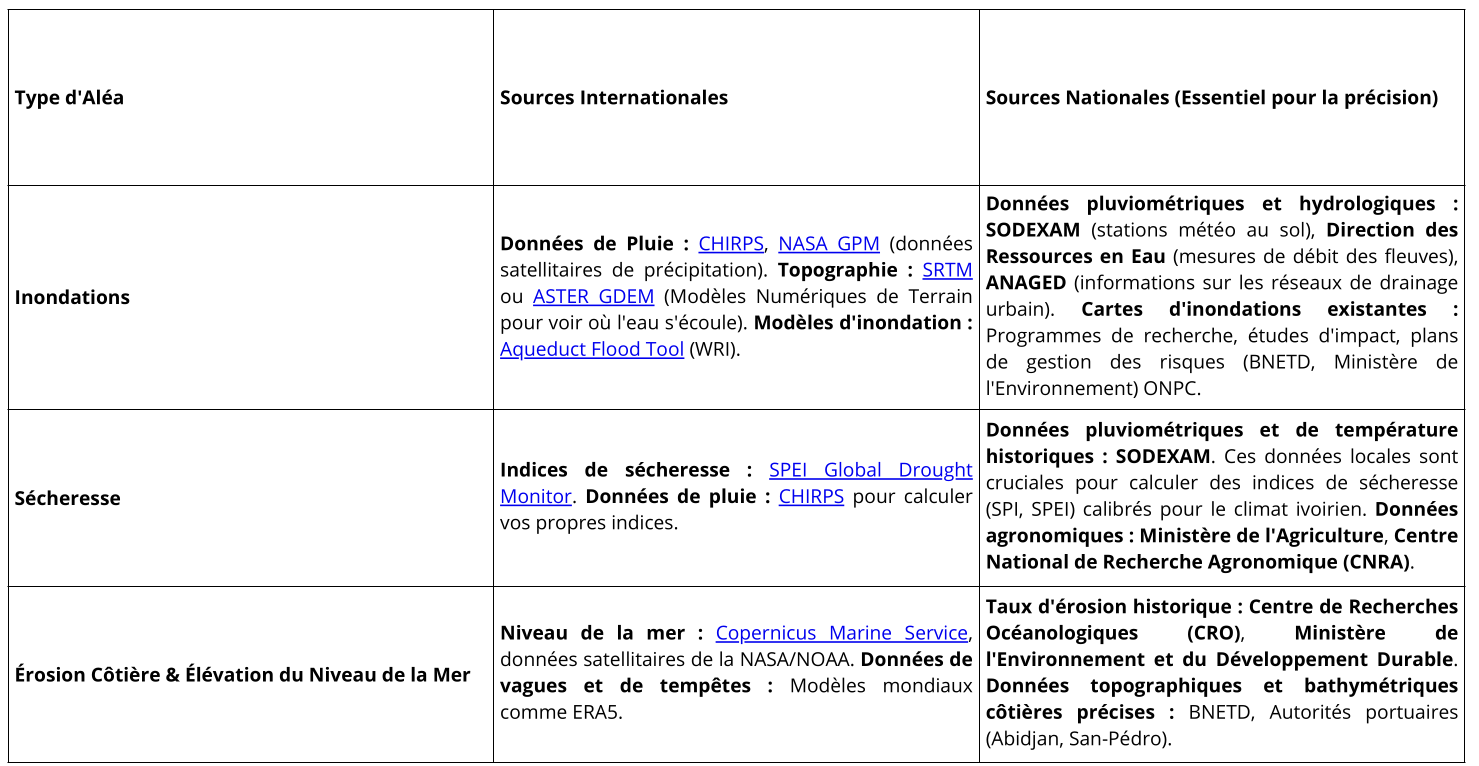 Type d'Aléa
Sources Internationales
Sources Nationales (Essentiel pour la précision)
Inondations
Données de Pluie : CHIRPS, NASA GPM (données
satellitaires de précipitation). Topographie : SRTM
ou ASTER GDEM (Modèles Numériques de Terrain
pour voir où l'eau s'écoule). Modèles d'inondation :
Aqueduct Flood Tool (WRI).
Données pluviométriques et hydrologiques :
SODEXAM (stations météo au sol), Direction des
Ressources en Eau (mesures de débit des fleuves),
ANAGED (informations sur les réseaux de drainage
urbain). Cartes d'inondations existantes :
Programmes de recherche, études d'impact, plans
de gestion des risques (BNETD, Ministère de
l'Environnement) ONPC.
Sécheresse
Indices de sécheresse : SPEI Global Drought
Monitor. Données de pluie : CHIRPS pour calculer
vos propres indices.
Données pluviométriques et de température
historiques : SODEXAM. Ces données locales sont
cruciales pour calculer des indices de sécheresse
(SPI, SPEI) calibrés pour le climat ivoirien. Données
agronomiques : Ministère de l'Agriculture, Centre
National de Recherche Agronomique (CNRA).
Érosion Côtière & Élévation du Niveau de la Mer
Niveau de la mer : Copernicus Marine Service,
données satellitaires de la NASA/NOAA. Données de
vagues et de tempêtes : Modèles mondiaux
comme ERA5.
Taux d'érosion historique : Centre de Recherches
Océanologiques (CRO), Ministère de
l'Environnement et du Développement Durable.
Données topographiques et bathymétriques
côtières précises : BNETD, Autorités portuaires
(Abidjan, San-Pédro).